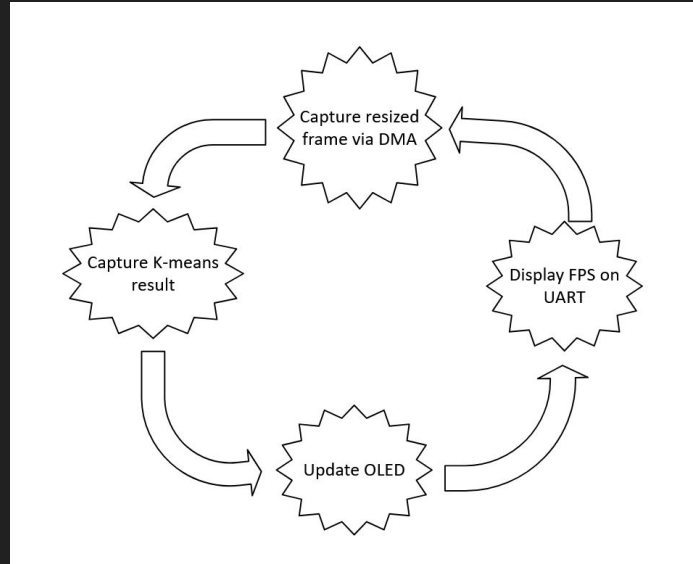 Capture resized
frame via DMA
Capture K-means
result
Update OLED
Display FPS on
UART